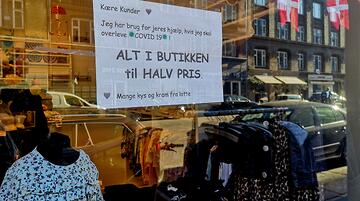 Kære Kunder ♥
Jeg har brug for jeres hjælp, hvis jeg skal
overleve COVID 19 !
ALT I BUTIKKEN
til HALV PRIS.
♥ Mange kys og kram fra lotte